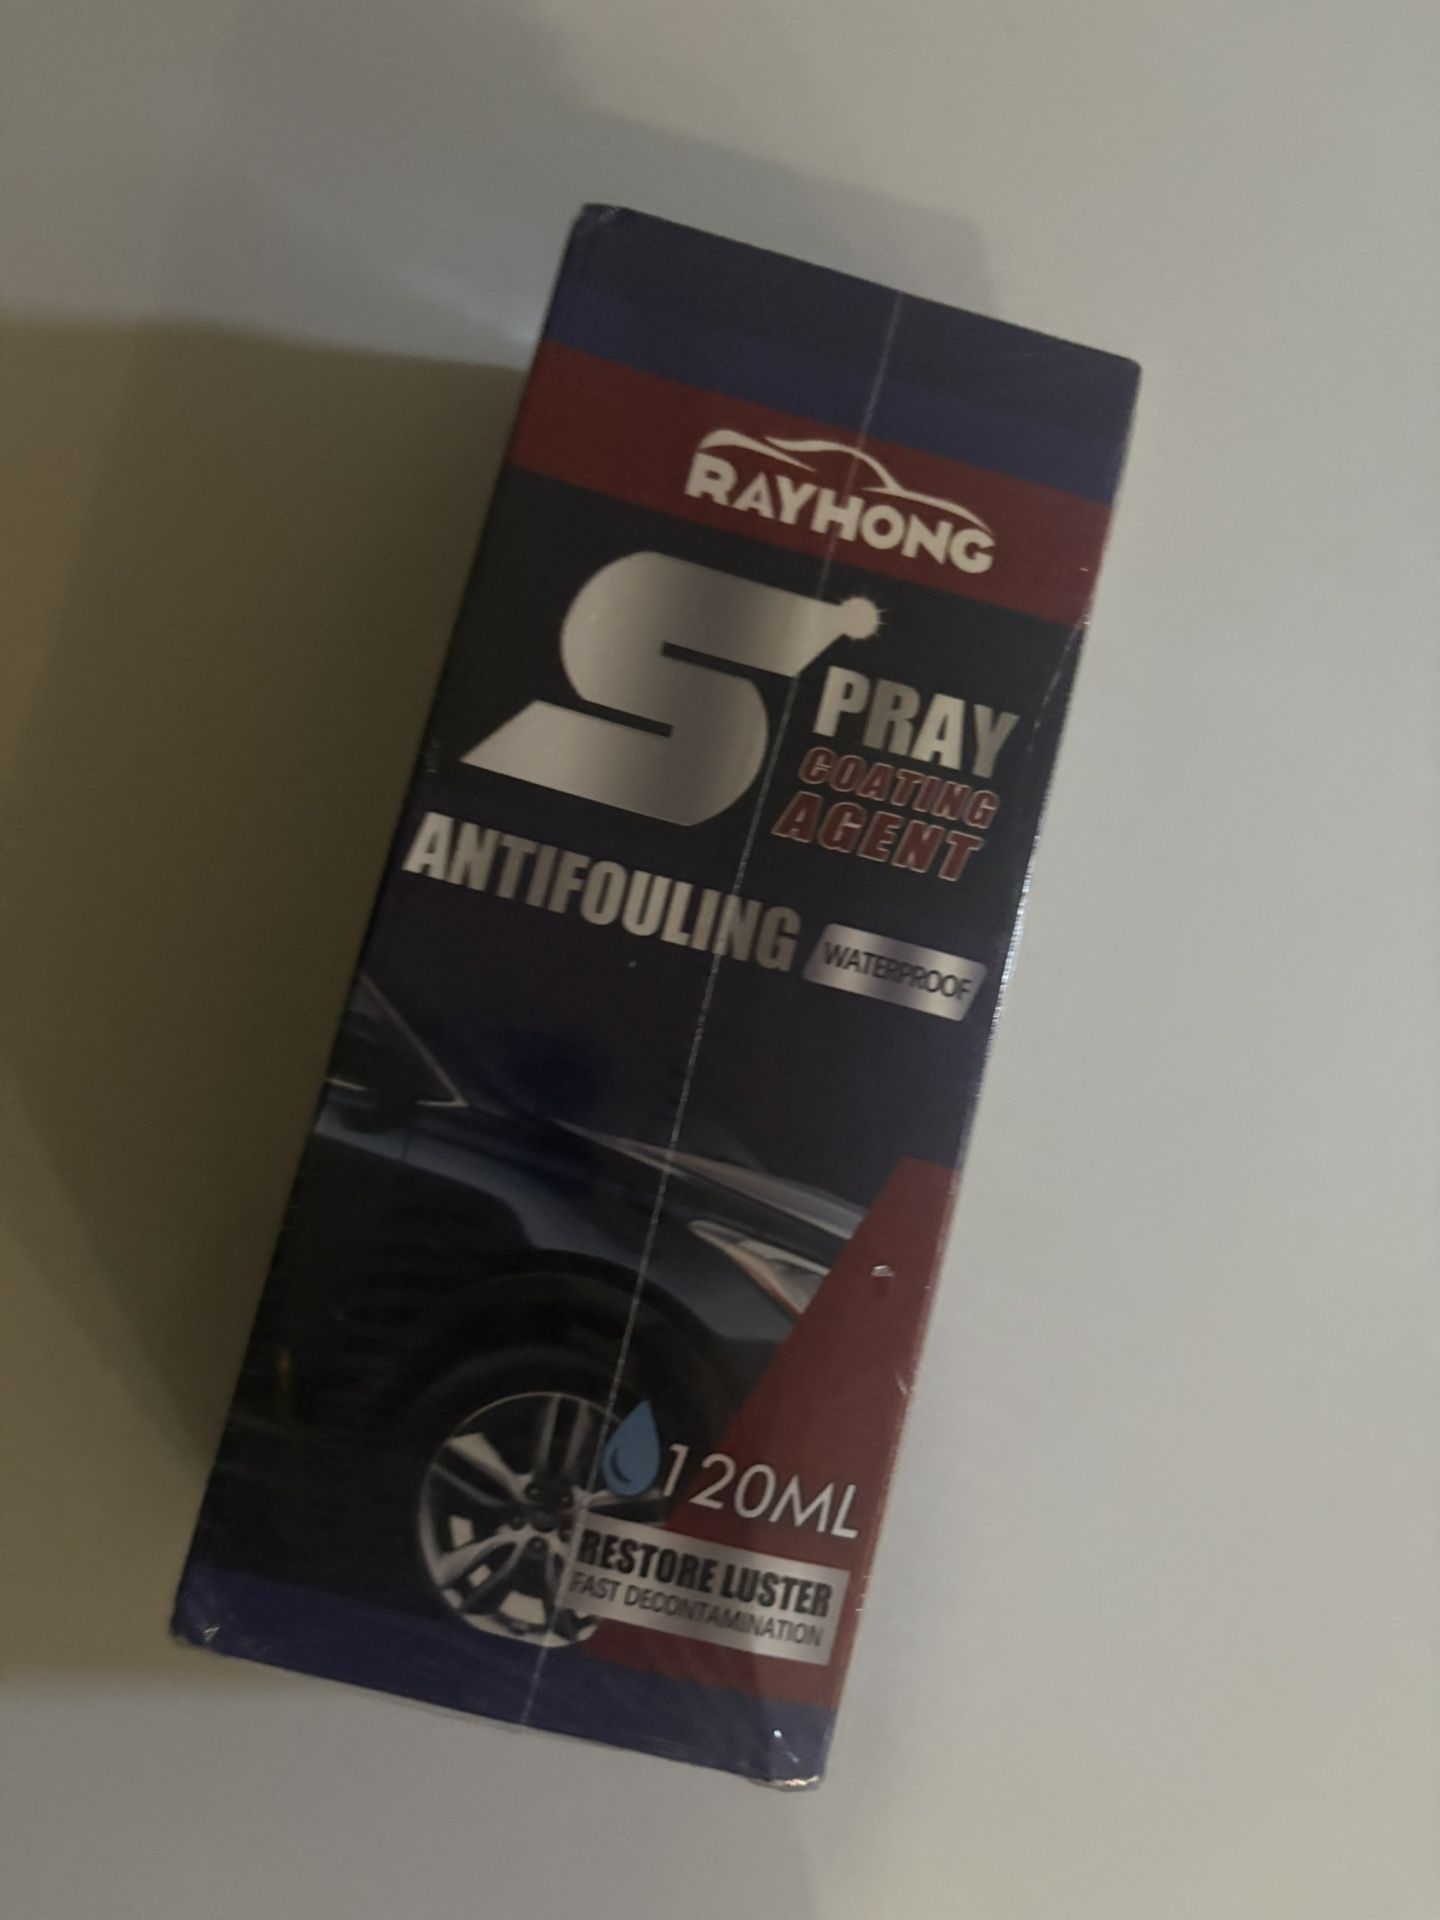 RAYHONG
SPRAY
COATING
AGENT
ANTIFOULING
WATERPROOF
120ML
RESTORE LUSTER
FAST DECONTAMINATION